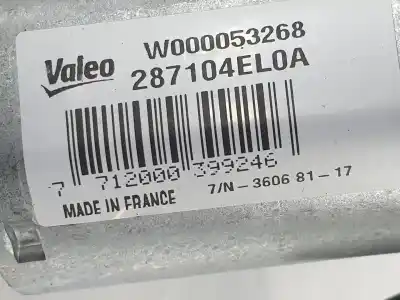 Valeo
W000053268
287104EL0A
7 712000 399246
MADE IN FRANCE
7/N-3606 81-17